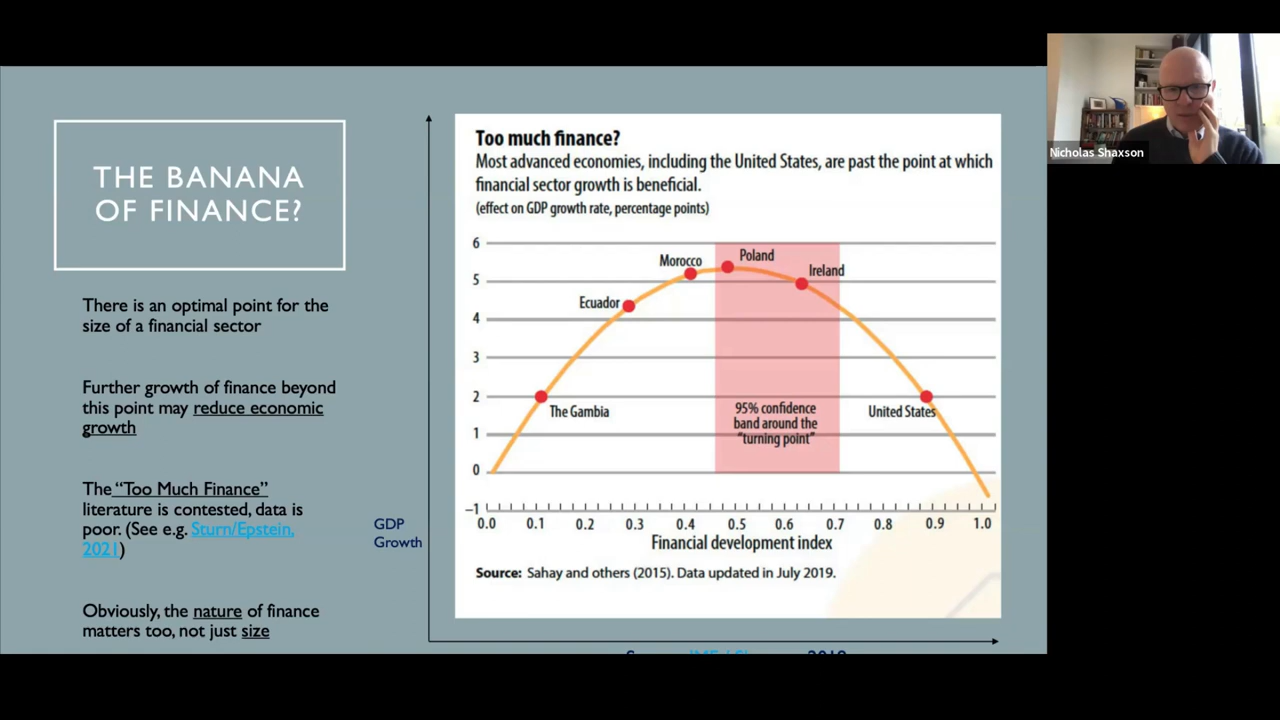 THE BANANA
OF FINANCE?
There is an optimal point for the
size of a financial sector
Further growth of finance beyond
this point may reduce economic
growth
The "Too Much Finance"
literature is contested, data is
poor. (See e.g. Sturn/Epstein,
2021)
Obviously, the nature of finance
matters too, not just size
GDP
Growth
Too much finance?
Most advanced economies, including the United States, are past the point at which
financial sector growth is beneficial.
(effect on GDP growth rate, percentage points)
6
5
4
3
2
1
0
–1
The Gambia
Ecuador
Morocco
Poland
Ireland
United States
95% confidence
band around the
"turning point"
0.0 0.1 0.2 0.3 0.4 0.5 0.6 0.7 0.8 0.9 1.0
Financial development index
Source: Sahay and others (2015). Data updated in July 2019.
Nicholas Shaxson